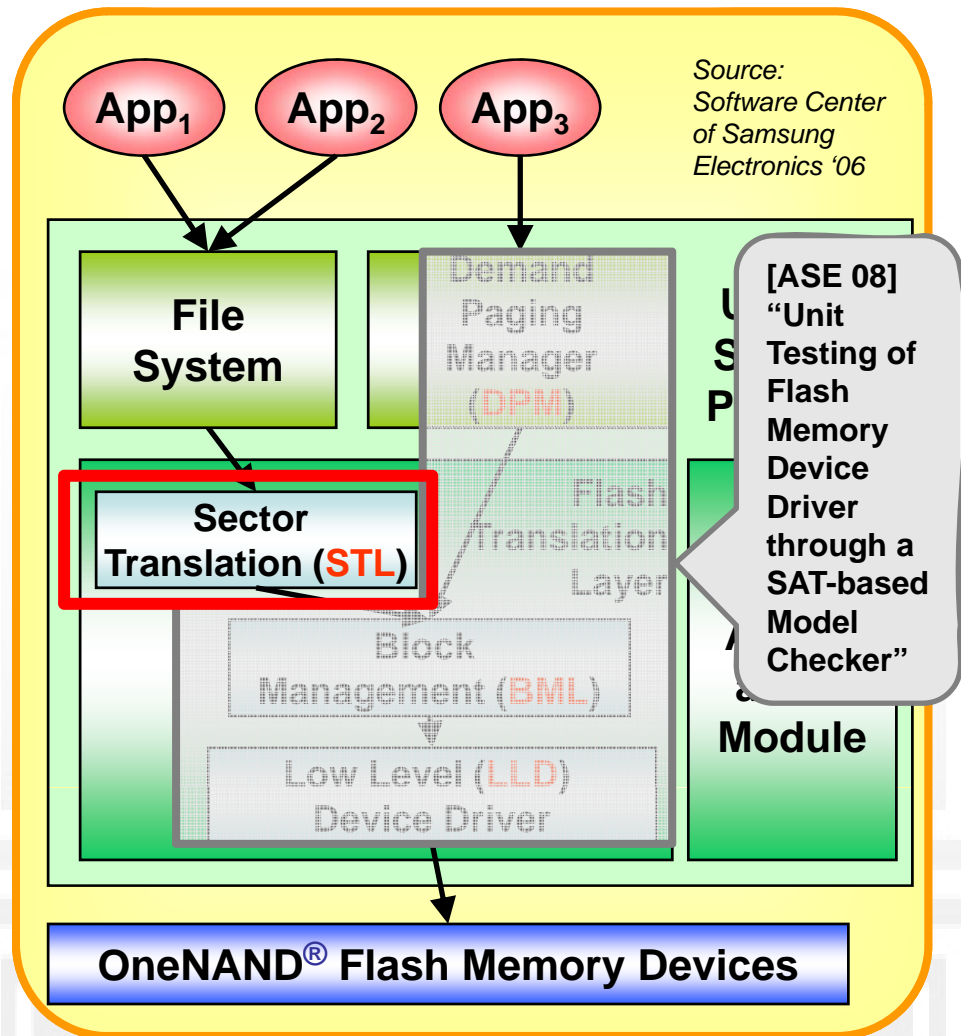 App₁
App₂
App₃
Source:
Software Center
of Samsung
Electronics ‘06
File
System
Demand
Paging
Manager
(DPM)
[ASE 08]
“Unit
Testing of
Flash
Memory
Device
Driver
through a
SAT-based
Model
Checker”
Sector
Translation (STL)
Flash
Translation
Layer
Block
Management (BML)
Low Level (LLD)
Device Driver
Module
OneNAND® Flash Memory Devices